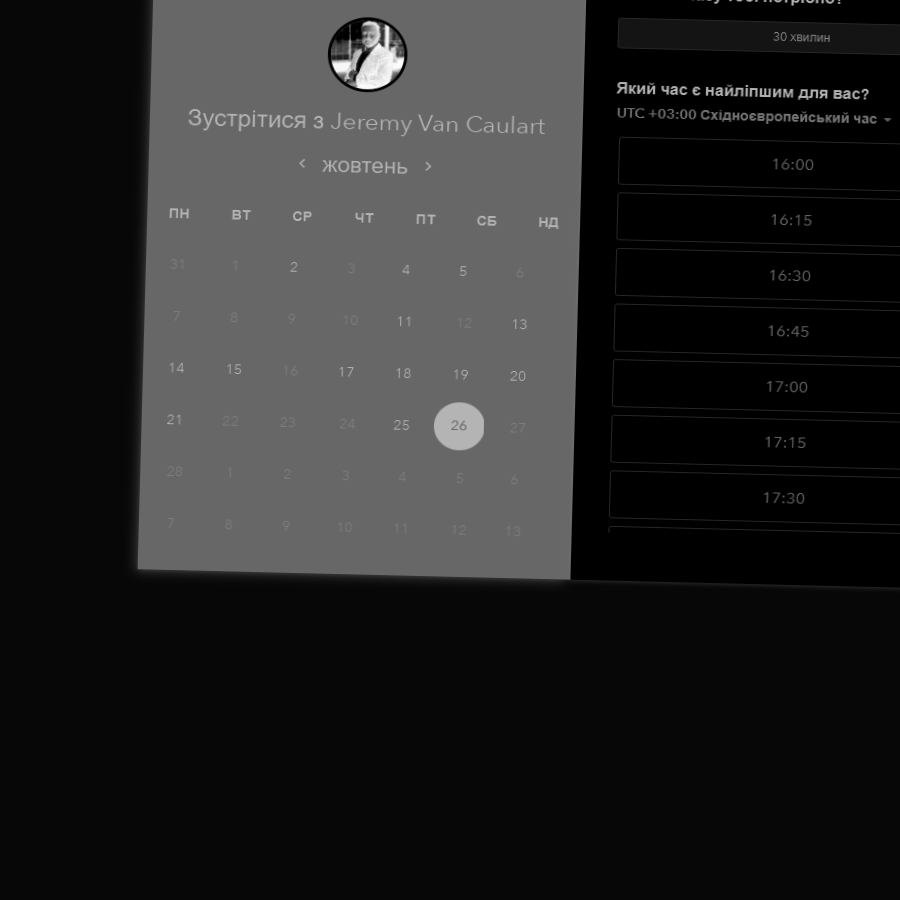 Зустрітися з Jeremy Van Caulart
жовтень
ПН ВТ СР ЧТ ПТ СБ НД
31 1 2 3 4 5 6
7 8 9 10 11 12 13
14 15 16 17 18 19 20
21 22 23 24 25 26 27
28 1 2 3 4 5 6
7 8 9 10 11 12 13
30 хвилин
Який час є найліпшим для вас?
UTC +03:00 Східноєвропейський час
16:00
16:15
16:30
16:45
17:00
17:15
17:30